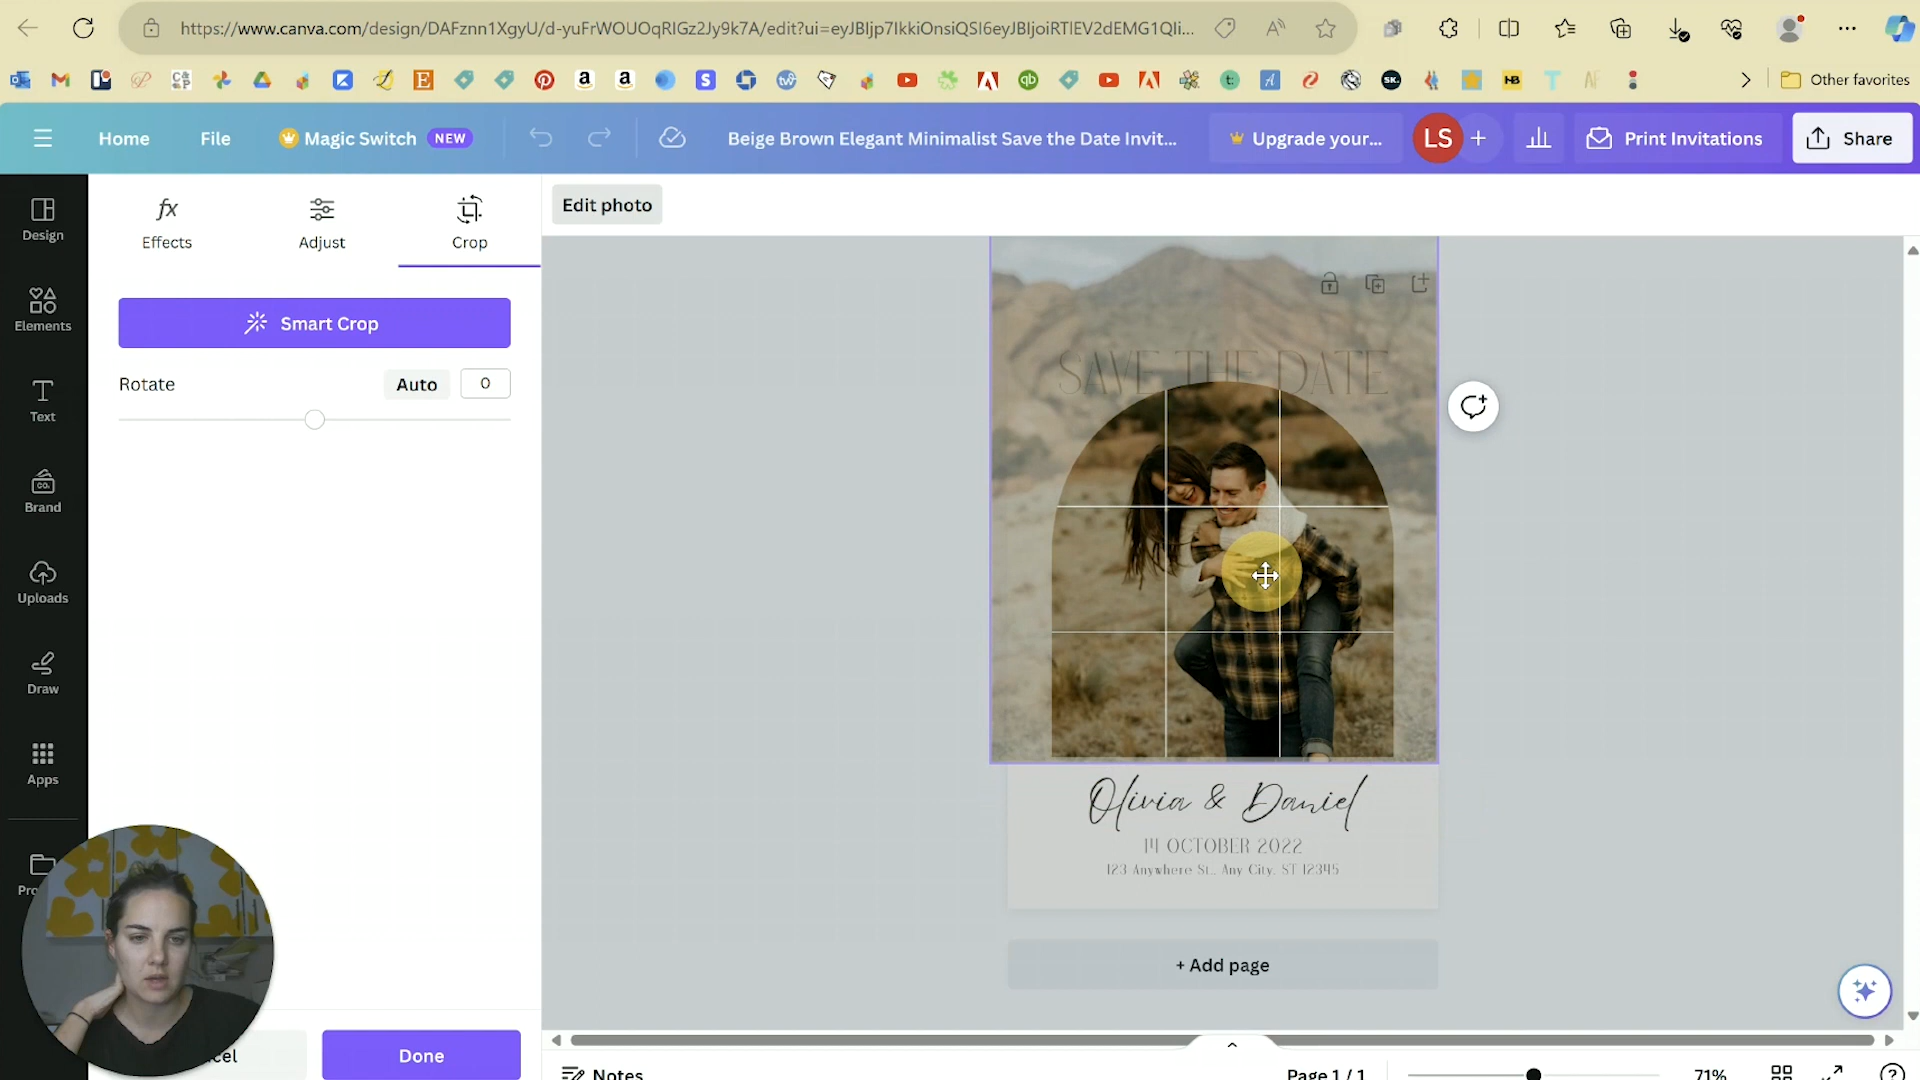 https://www.canva.com/design/DAFznn1XgyU/d-yuFrWOUOqRIGz2Jy9k7A/edit?ui=eyJBIjp7IkkiOnsiQSI6eyJBIjoiRTlEV2dEMG1Qli...
Other favorites
Home
File
Magic Switch NEW
Beige Brown Elegant Minimalist Save the Date Invit...
Upgrade your...
LS
+
Print Invitations
Share
Design
Elements
Text
Brand
Uploads
Draw
Apps
Effects
Adjust
Crop
Smart Crop
Rotate
Auto
0
Done
Edit photo
SAVE THE DATE
Olivia & Daniel
14 OCTOBER 2022
123 Anywhere St., Any City, ST 12345
+ Add page
Notes
Page 1 / 1
71%